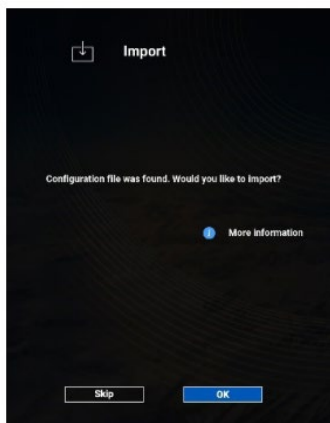 Import
Configuration file was found. Would you like to import?
More information
Skip
OK